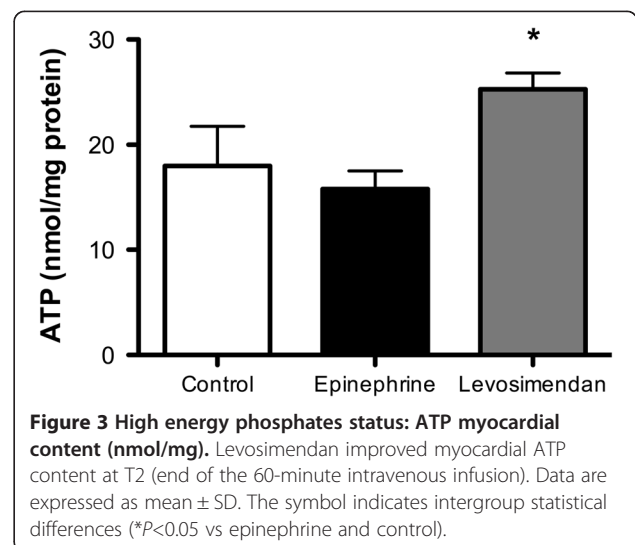 30
*
20
10
0
ATP (nmol/mg protein)
Control Epinephrine Levosimendan
Figure 3 High energy phosphates status: ATP myocardial
content (nmol/mg). Levosimendan improved myocardial ATP
content at T2 (end of the 60-minute intravenous infusion). Data are
expressed as mean ± SD. The symbol indicates intergroup statistical
differences (*P<0.05 vs epinephrine and control).